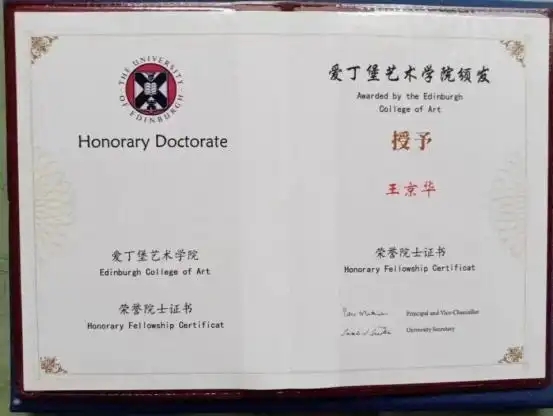 THE UNIVERSITY
OF EDINBURGH
Honorary Doctorate
爱丁堡艺术学院
Edinburgh College of Art
荣誉院士证书
Honorary Fellowship Certificat
爱丁堡艺术学院颁发
Awarded by the Edinburgh
College of Art
授予
王京华
荣誉院士证书
Honorary Fellowship Certificat
Principal and Vice-Chancellor
University Secretary